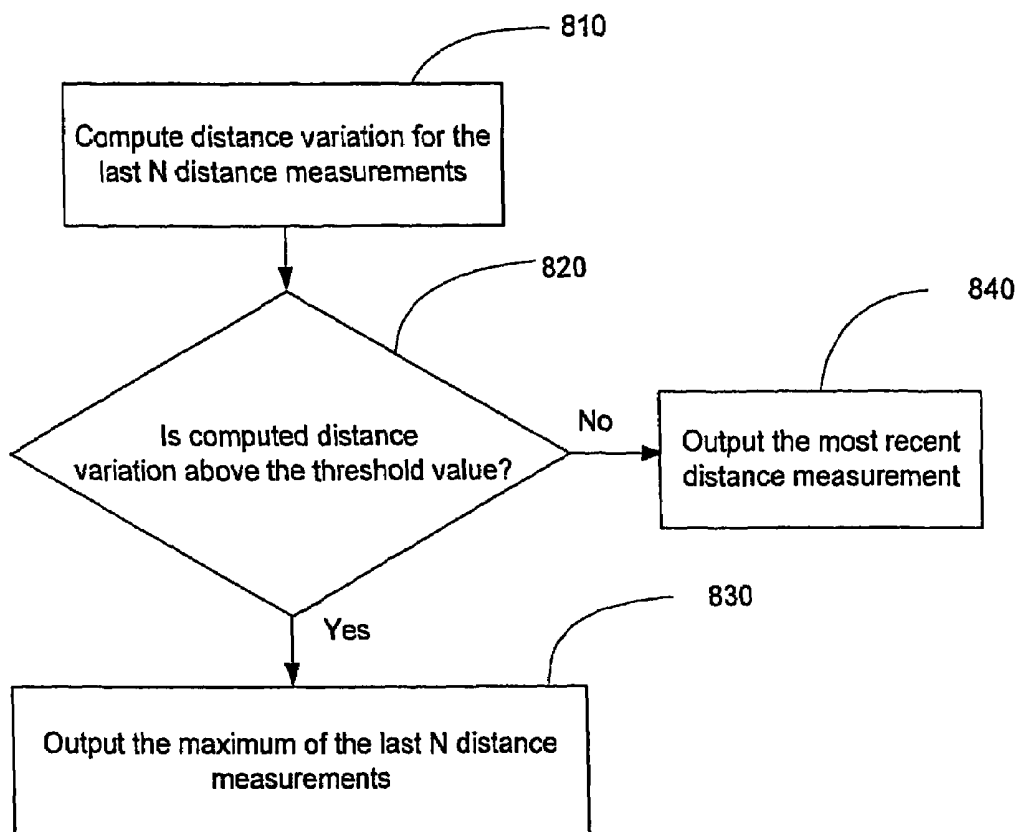 810
Compute distance variation for the
last N distance measurements
820
840
Is computed distance
variation above the threshold value?
No
Output the most recent
distance measurement
830
Yes
Output the maximum of the last N distance
measurements